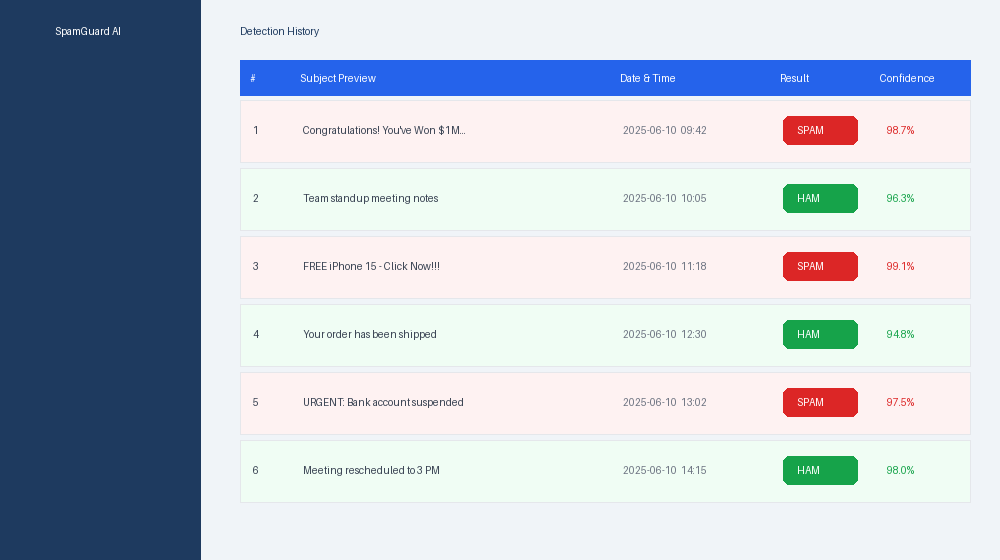 SpamGuard AI
Detection History
# Subject Preview Date & Time Result Confidence
1 Congratulations! You've Won $1M... 2025-06-10 09:42 SPAM 98.7%
2 Team standup meeting notes 2025-06-10 10:05 HAM 96.3%
3 FREE iPhone 15 - Click Now!!! 2025-06-10 11:18 SPAM 99.1%
4 Your order has been shipped 2025-06-10 12:30 HAM 94.8%
5 URGENT: Bank account suspended 2025-06-10 13:02 SPAM 97.5%
6 Meeting rescheduled to 3 PM 2025-06-10 14:15 HAM 98.0%